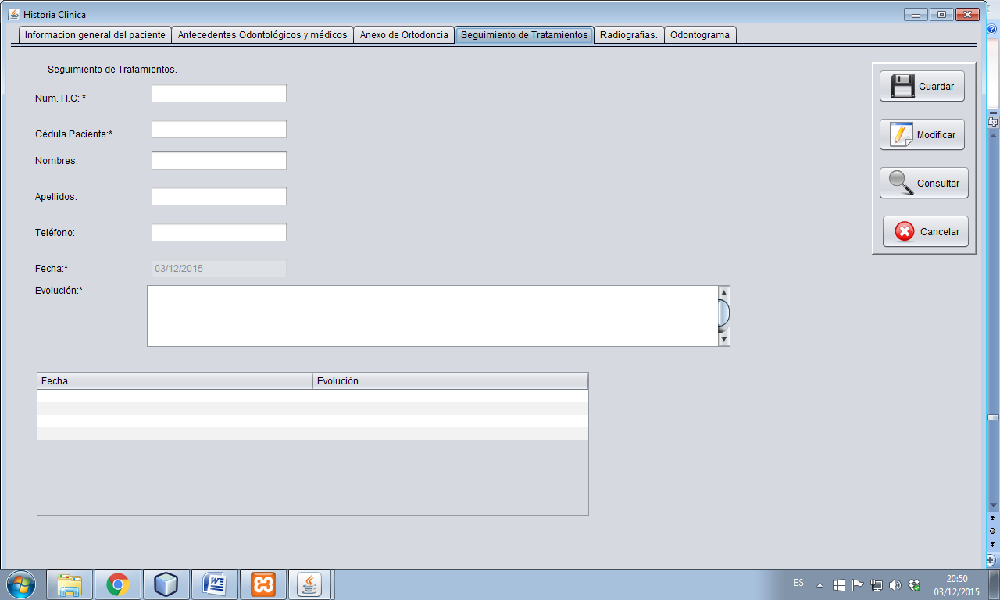 Historia Clinica
Informacion general del paciente Antecedentes Odontológicos y médicos Anexo de Ortodoncia Seguimiento de Tratamientos Radiografias. Odontograma
Seguimiento de Tratamientos.
Num. H.C: *
Cédula Paciente:*
Nombres:
Apellidos:
Teléfono:
Fecha:* 03/12/2015
Evolución:*
Guardar
Modificar
Consultar
Cancelar
Fecha Evolución
ES 20:50
03/12/2015